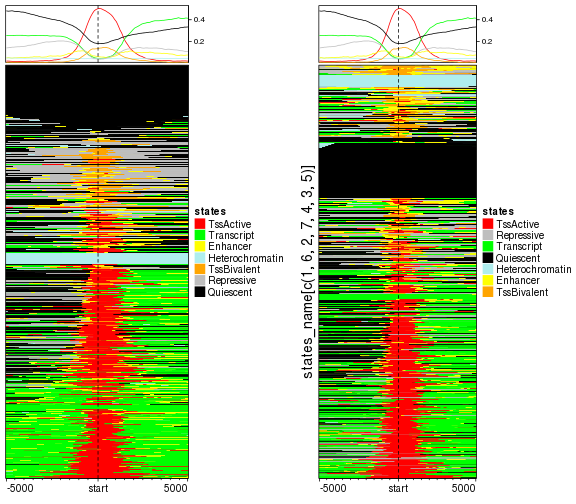 0.4
0.2
states
TssActive
Transcript
Enhancer
Heterochromatin
TssBivalent
Repressive
Quiescent
-5000
start
5000
states_name[c(1, 6, 2, 7, 4, 3, 5)]
0.4
0.2
states
TssActive
Repressive
Transcript
Quiescent
Heterochromatin
Enhancer
TssBivalent
-5000
start
5000